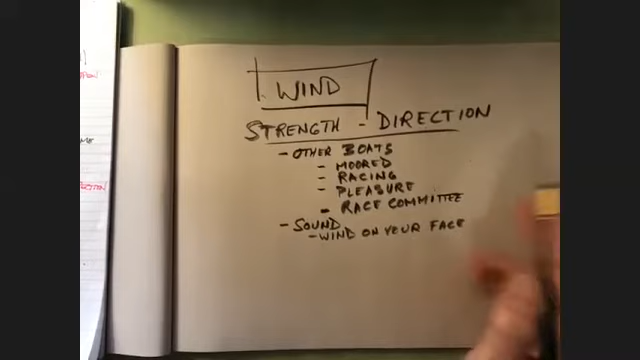 WIND
STRENGTH - DIRECTION
- OTHER BOATS
- MOORED
- RACING
- PLEASURE
- RACE COMMITTEE
- SOUND
- WIND ON YOUR FACE